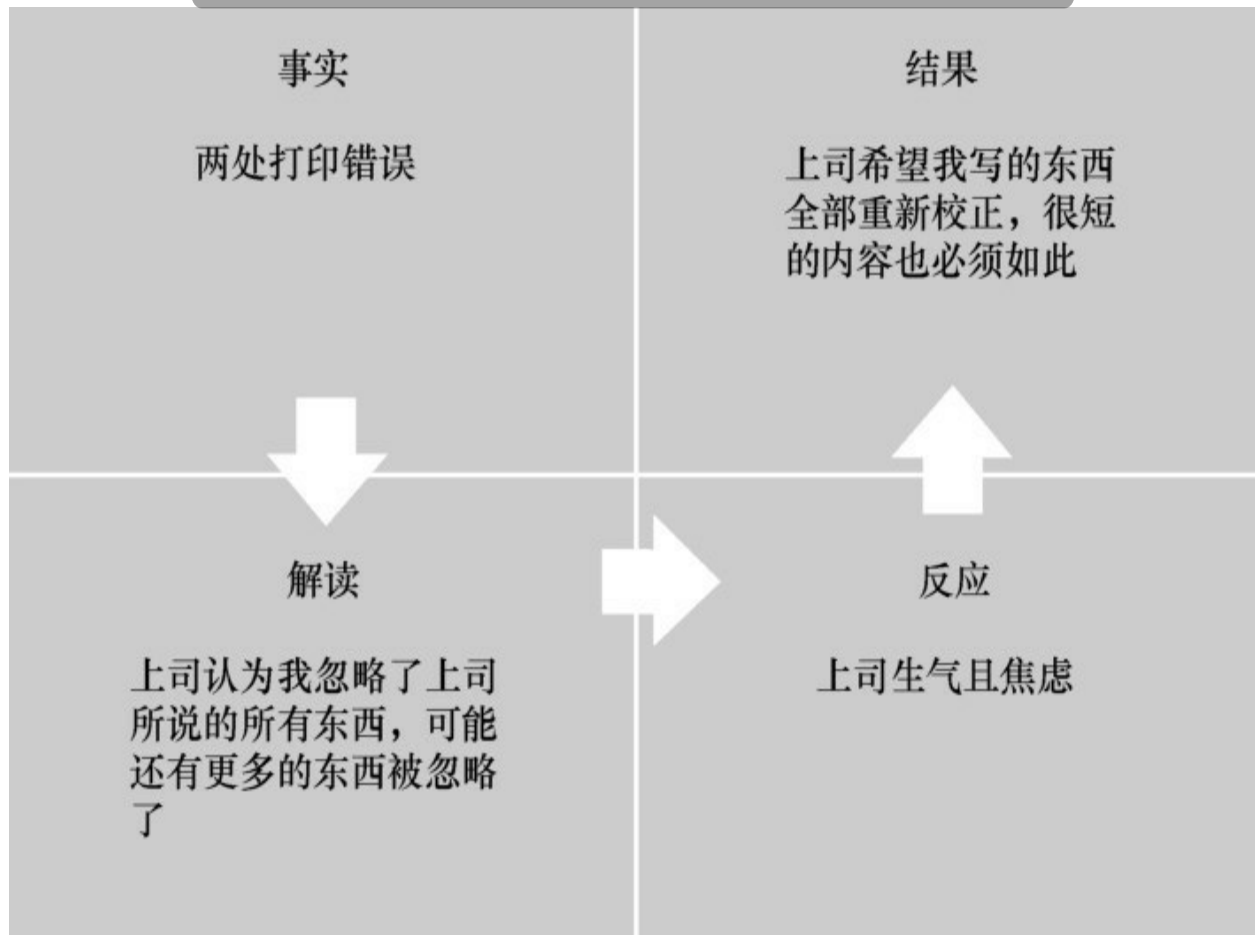 事实
两处打印错误
结果
上司希望我写的东西
全部重新校正，很短
的内容也必须如此
解读
上司认为我忽略了上司
所说的所有东西，可能
还有更多的东西被忽略
了
反应
上司生气且焦虑